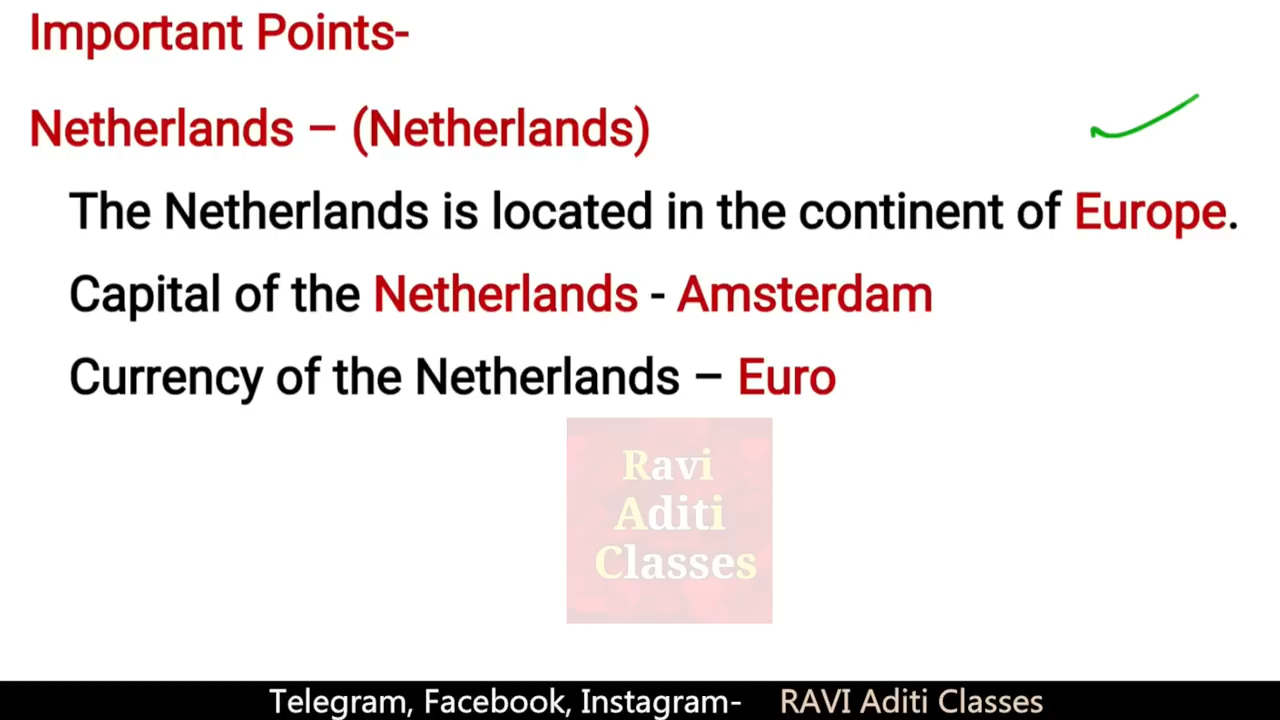 Important Points-
Netherlands – (Netherlands)
The Netherlands is located in the continent of Europe.
Capital of the Netherlands - Amsterdam
Currency of the Netherlands – Euro
Ravi
Aditi
Classes
Telegram, Facebook, Instagram- RAVI Aditi Classes